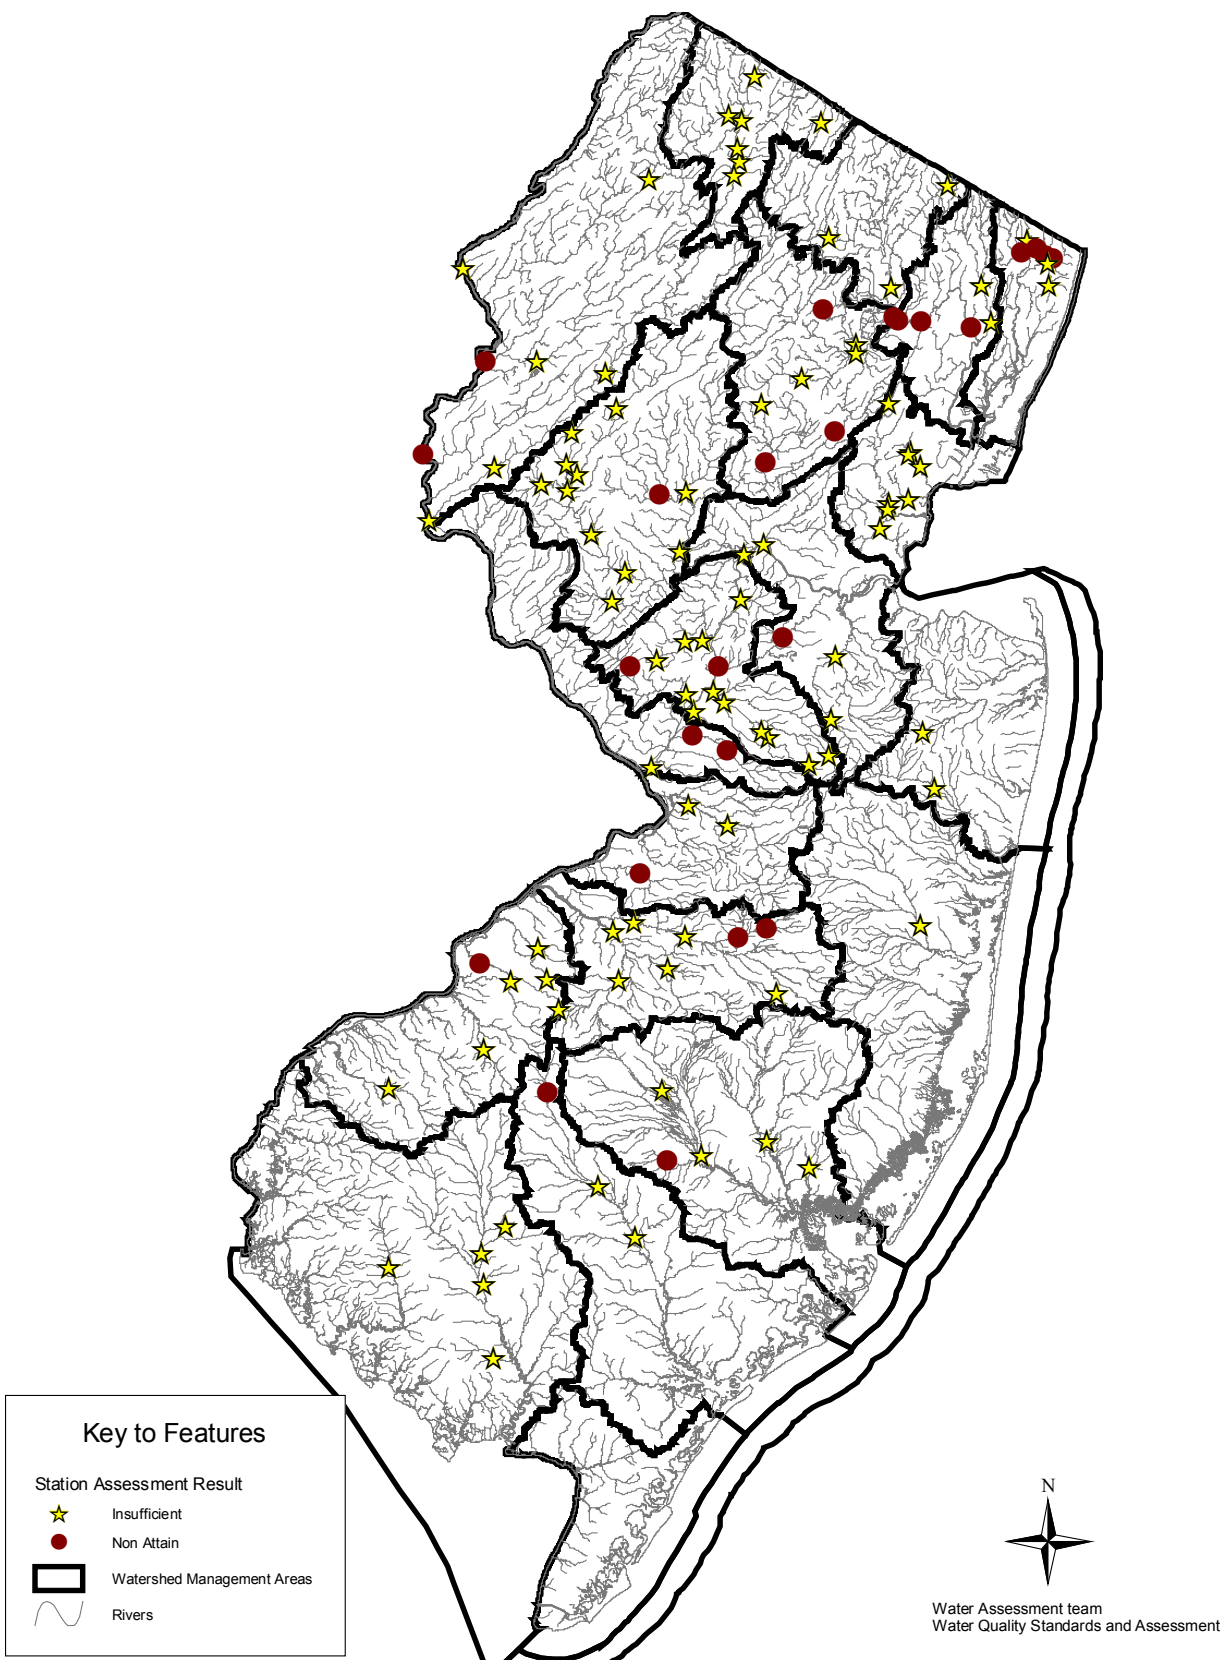 Key to Features
Station Assessment Result
Insufficient
Non Attain
Watershed Management Areas
Rivers
N
Water Assessment team
Water Quality Standards and Assessment